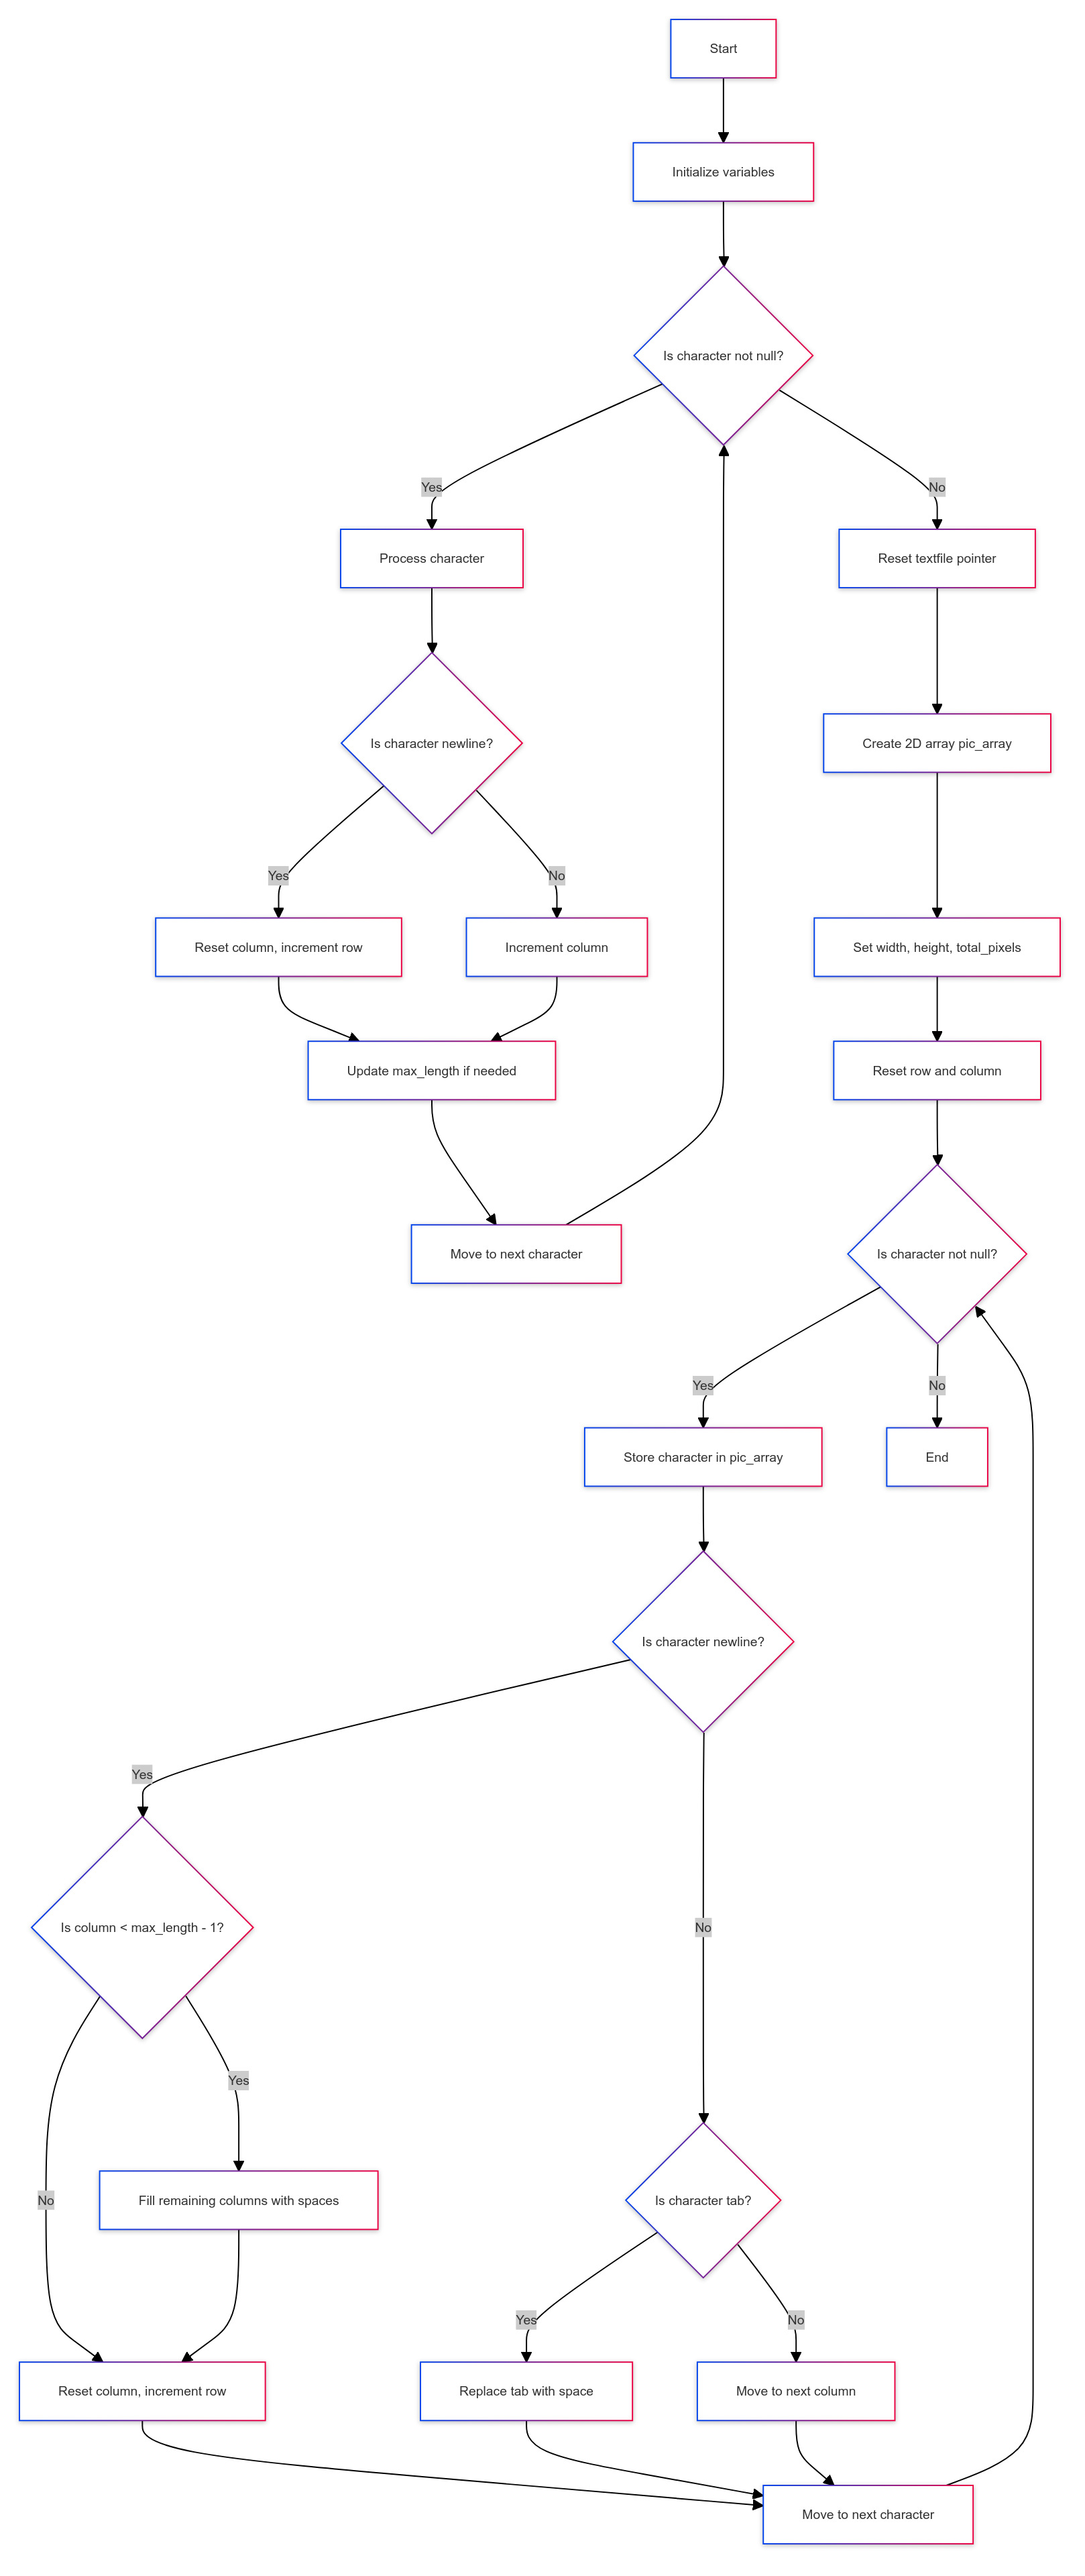 Start
Initialize variables
Is character not null?
Yes
No
Process character
Reset textfile pointer
Is character newline?
Create 2D array pic_array
Yes
No
Reset column, increment row
Increment column
Set width, height, total_pixels
Update max_length if needed
Reset row and column
Move to next character
Is character not null?
Yes
No
Store character in pic_array
End
Is character newline?
Yes
Is column < max_length - 1?
No
Yes
No
Fill remaining columns with spaces
Is character tab?
Yes
No
Reset column, increment row
Replace tab with space
Move to next column
Move to next character